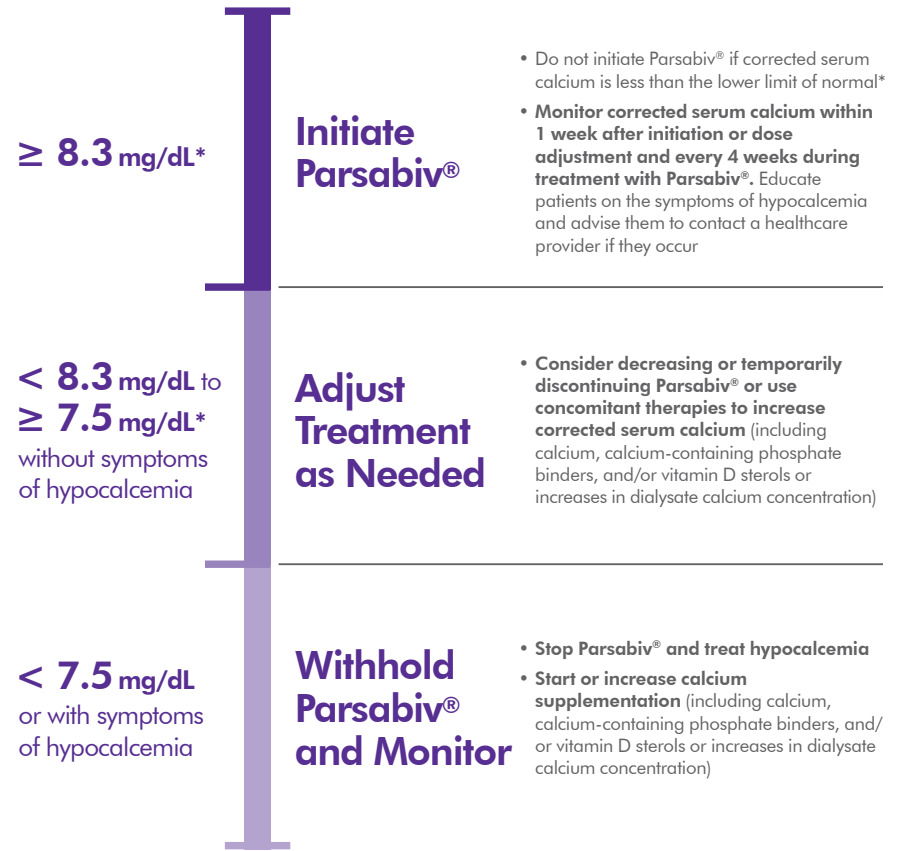 ≥ 8.3 mg/dL*
Initiate
Parsabiv®
• Do not initiate Parsabiv® if corrected serum
calcium is less than the lower limit of normal*
• Monitor corrected serum calcium within
1 week after initiation or dose
adjustment and every 4 weeks during
treatment with Parsabiv®. Educate
patients on the symptoms of hypocalcemia
and advise them to contact a healthcare
provider if they occur
< 8.3 mg/dL to
≥ 7.5 mg/dL*
without symptoms
of hypocalcemia
Adjust
Treatment
as Needed
• Consider decreasing or temporarily
discontinuing Parsabiv® or use
concomitant therapies to increase
corrected serum calcium (including
calcium, calcium-containing phosphate
binders, and/or vitamin D sterols or
increases in dialysate calcium concentration)
< 7.5 mg/dL
or with symptoms
of hypocalcemia
Withhold
Parsabiv®
and Monitor
• Stop Parsabiv® and treat hypocalcemia
• Start or increase calcium
supplementation (including calcium,
calcium-containing phosphate binders, and/
or vitamin D sterols or increases in dialysate
calcium concentration)